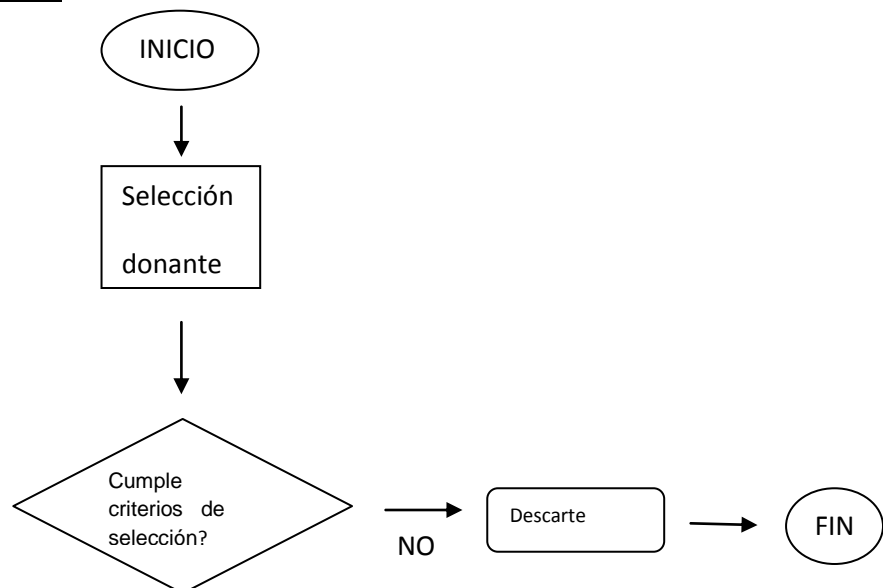 INICIO
Selección
donante
Cumple
criterios de
selección?
NO
Descarte
FIN